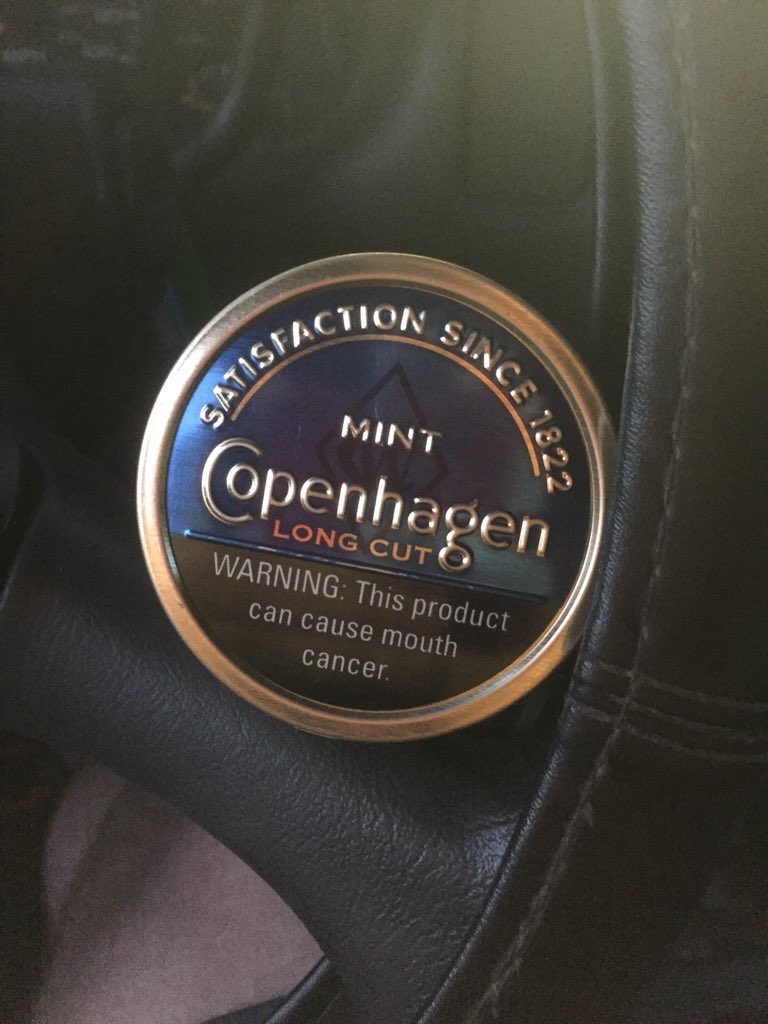 SATISFACTION SINCE 1822
MINT
Copenhagen
LONG CUT
WARNING: This product
can cause mouth
cancer.